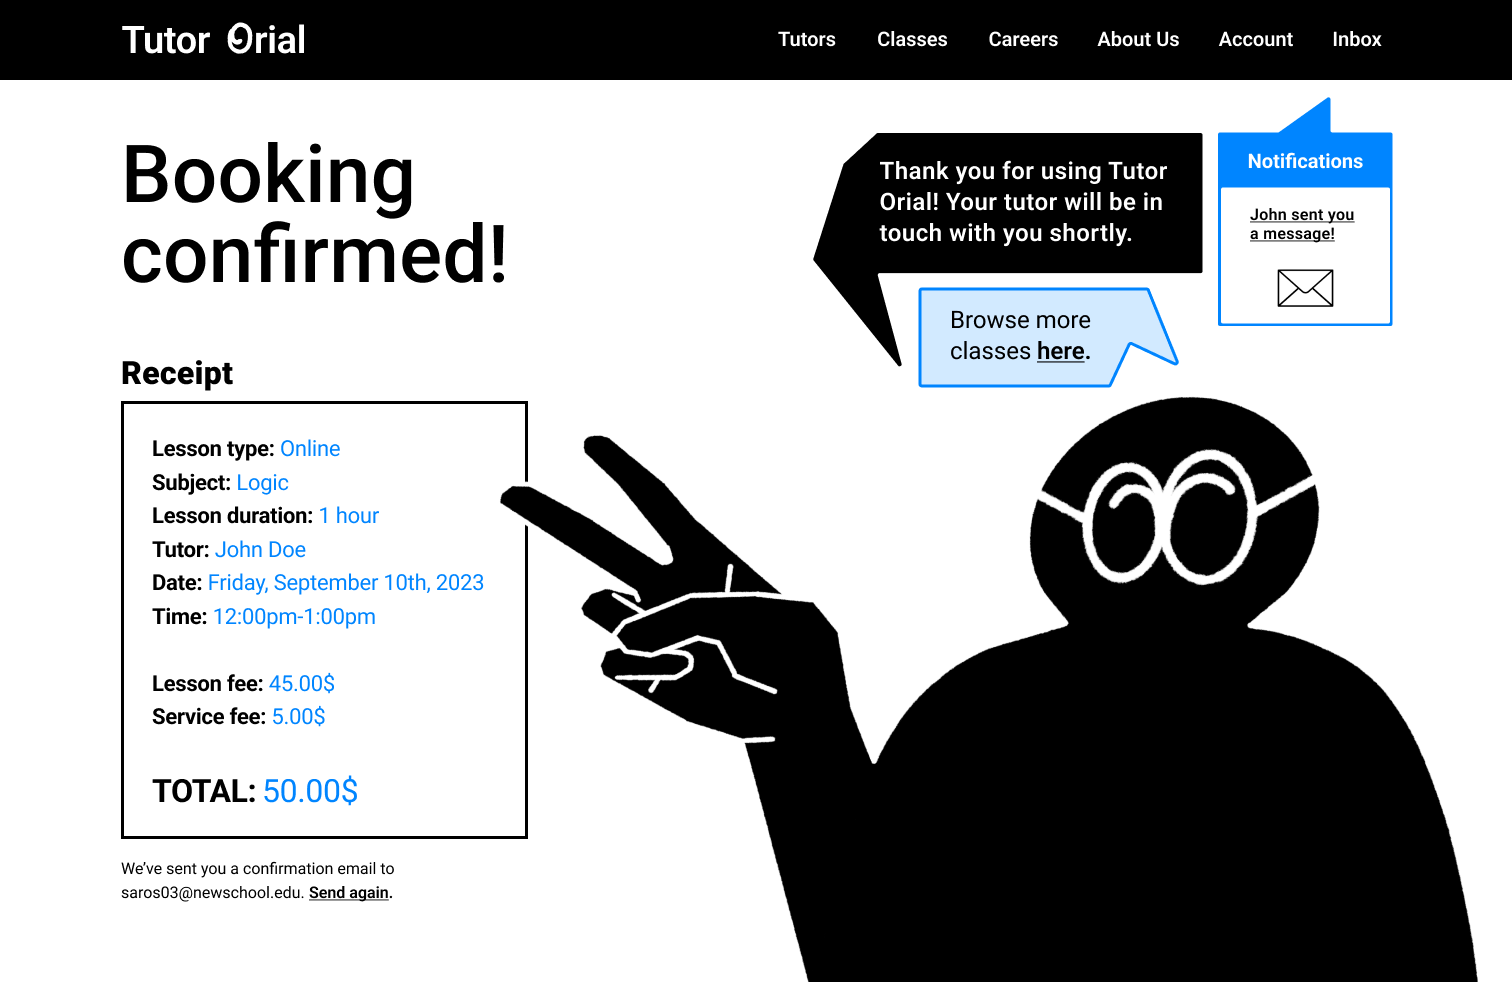 Tutor Orial
Tutors Classes Careers About Us Account Inbox
Booking
confirmed!
Thank you for using Tutor
Orial! Your tutor will be in
touch with you shortly.
Browse more
classes here.
Notifications
John sent you
a message!
Receipt
Lesson type: Online
Subject: Logic
Lesson duration: 1 hour
Tutor: John Doe
Date: Friday, September 10th, 2023
Time: 12:00pm-1:00pm
Lesson fee: 45.00$
Service fee: 5.00$
TOTAL: 50.00$
We’ve sent you a confirmation email to
saros03@newschool.edu. Send again.